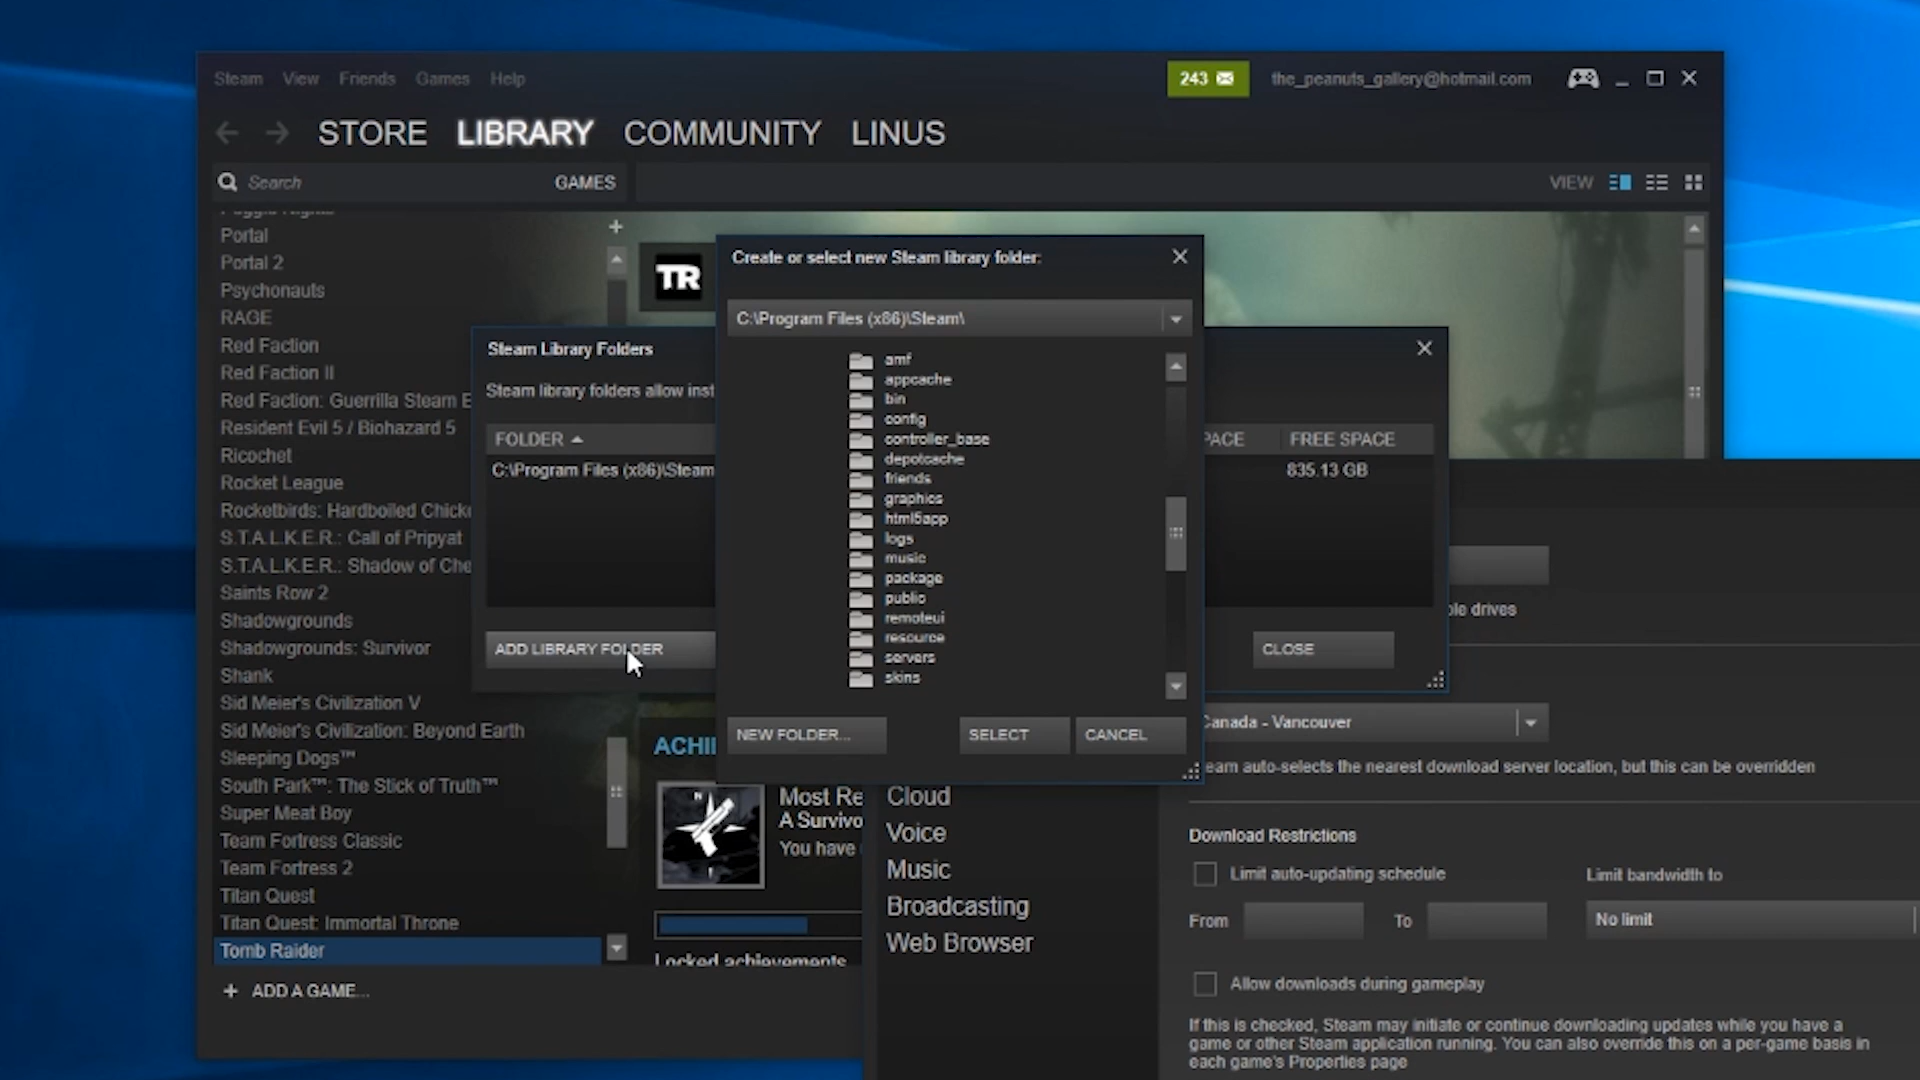 Steam View Friends Games Help
243
the_peanuts_gallery@hotmail.com
STORE LIBRARY COMMUNITY LINUS
Search
GAMES
VIEW
Portal
Portal 2
Psychonauts
RAGE
Red Faction
Red Faction II
Red Faction: Guerrilla Steam E
Resident Evil 5 / Biohazard 5
Ricochet
Rocket League
Rocketbirds: Hardboiled Chick
S.T.A.L.K.E.R.: Call of Pripyat
S.T.A.L.K.E.R.: Shadow of Che
Saints Row 2
Shadowgrounds
Shadowgrounds: Survivor
Shank
Sid Meier's Civilization V
Sid Meier's Civilization: Beyond Earth
Sleeping Dogs™
South Park™: The Stick of Truth™
Super Meat Boy
Team Fortress Classic
Team Fortress 2
Titan Quest
Titan Quest: Immortal Throne
Tomb Raider
+ ADD A GAME...
TR
Steam Library Folders
Steam library folders allow inst
FOLDER
PACE
FREE SPACE
C:\Program Files (x86)\Steam
835.13 GB
ADD LIBRARY FOLDER
CLOSE
Create or select new Steam library folder:
C:\Program Files (x86)\Steam\
amf
appcache
bin
config
controller_base
depotcache
friends
graphics
html5app
logs
music
package
public
remoteui
resource
servers
skins
NEW FOLDER...
SELECT
CANCEL
ACHI
Most Re
A Survivo
You have
Locked achievements
Cloud
Voice
Music
Broadcasting
Web Browser
ple drives
Canada - Vancouver
eam auto-selects the nearest download server location, but this can be overridden
Download Restrictions
Limit auto-updating schedule
Limit bandwidth to
From
To
No limit
Allow downloads during gameplay
If this is checked, Steam may initiate or continue downloading updates while you have a
game or other Steam application running. You can also override this on a per-game basis in
each game's Properties page